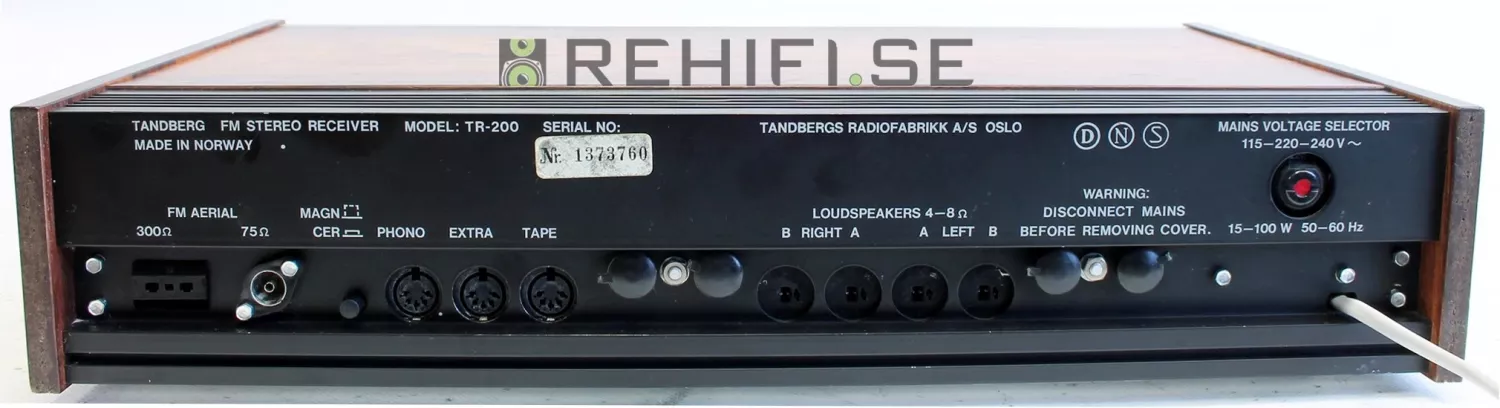 REHIFI.SE
TANDBERG FM STEREO RECEIVER MODEL: TR-200 SERIAL NO: TANDBERGS RADIOFABRIKK A/S OSLO D N S MAINS VOLTAGE SELECTOR
MADE IN NORWAY Nr. 1373760 115-220-240 V ~
WARNING:
FM AERIAL MAGN LOUDSPEAKERS 4-8 Ω DISCONNECT MAINS
300 Ω 75 Ω CER PHONO EXTRA TAPE B RIGHT A A LEFT B BEFORE REMOVING COVER. 15-100 W 50-60 Hz